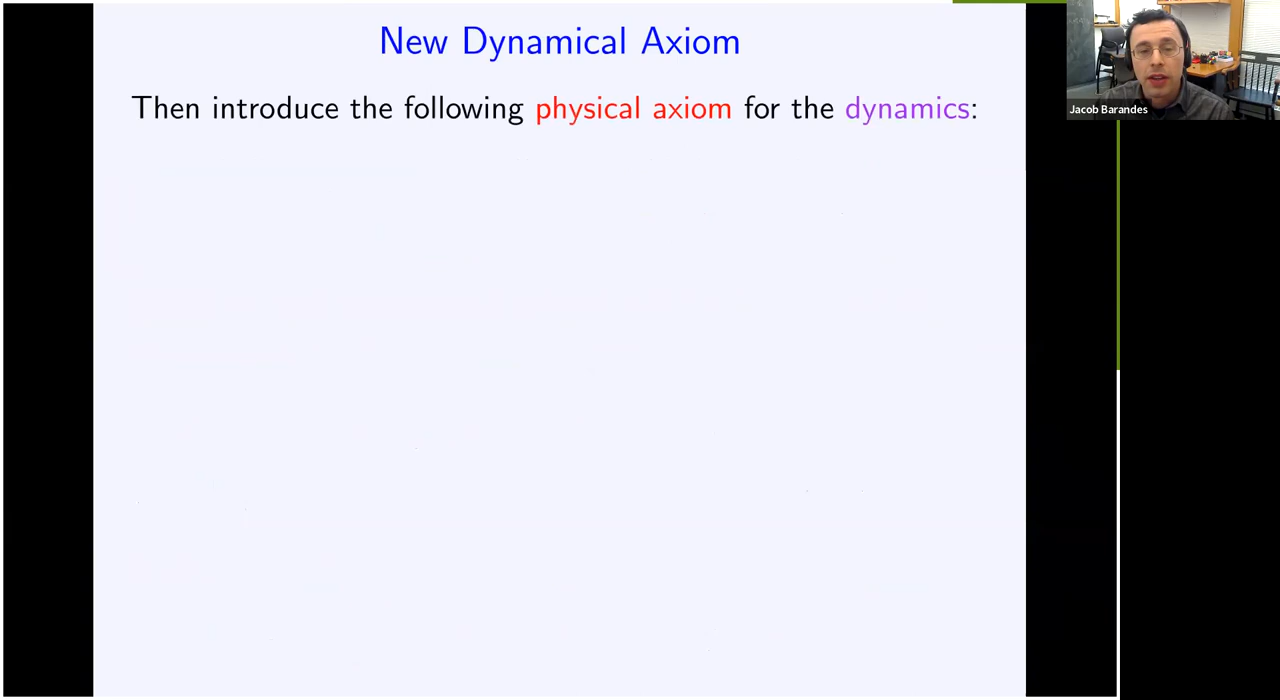 New Dynamical Axiom
Then introduce the following physical axiom for the dynamics:
Jacob Barandes